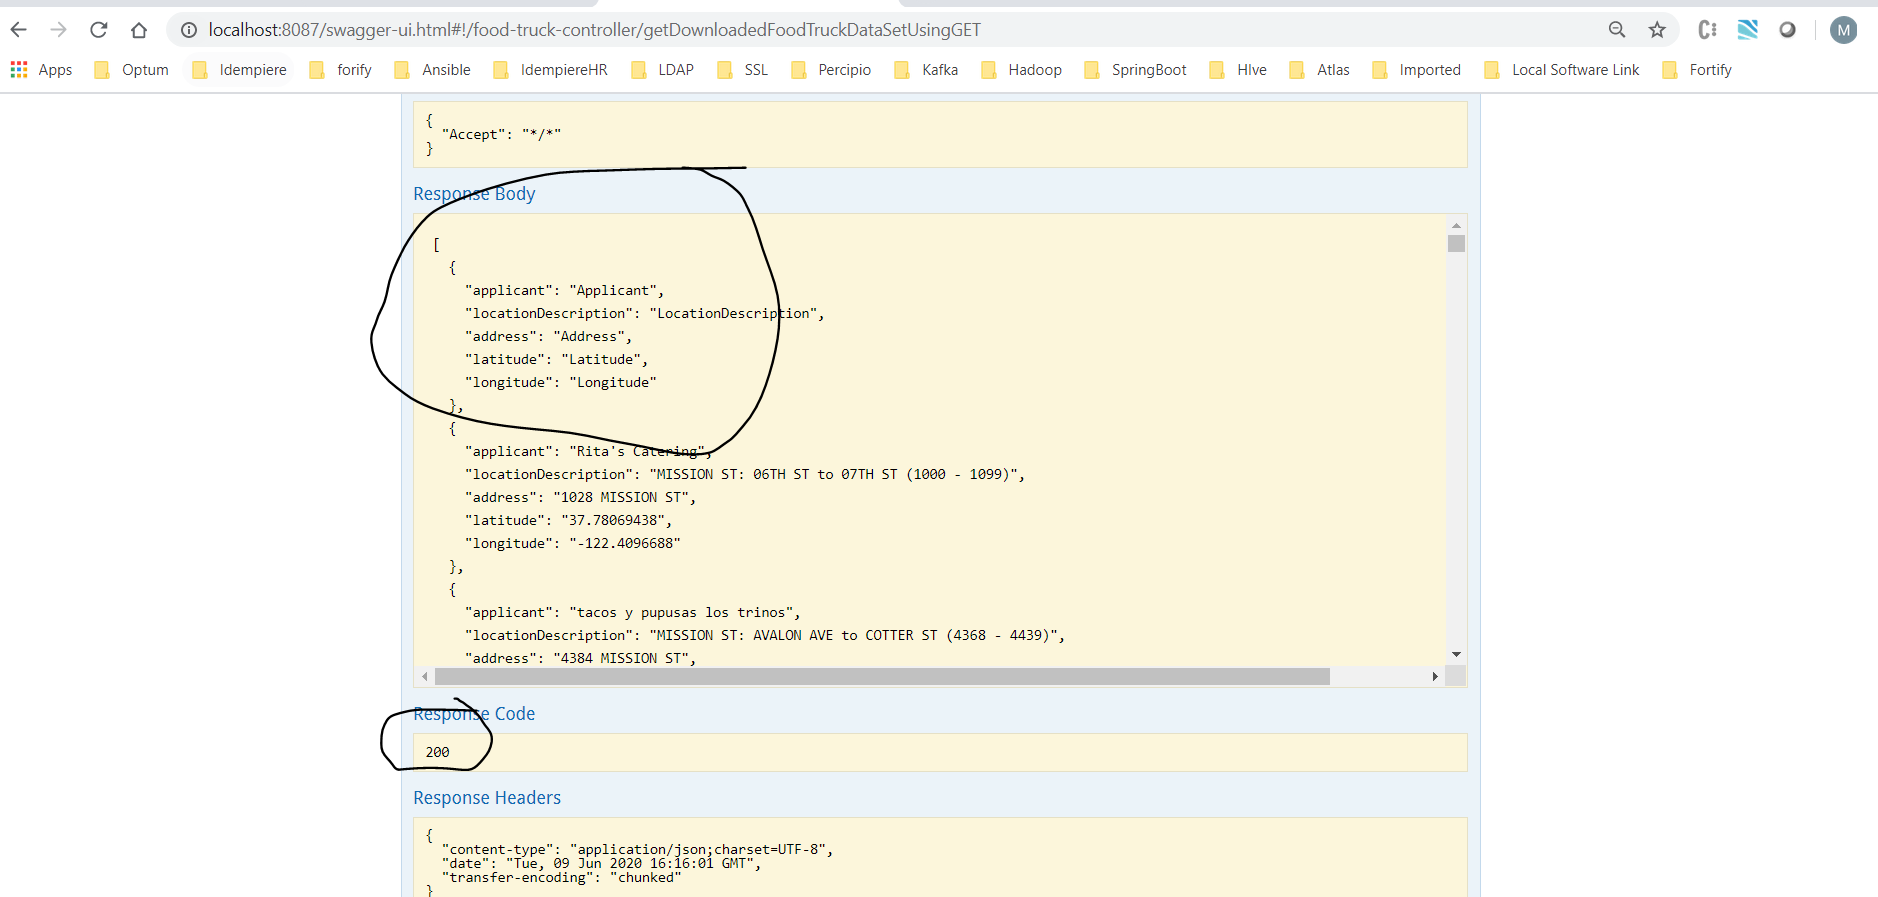 localhost:8087/swagger-ui.html#!/food-truck-controller/getDownloadedFoodTruckDataSetUsingGET
M
Apps Optum Idempiere forify Ansible IdempiereHR LDAP SSL Percipio Kafka Hadoop SpringBoot HIve Atlas Imported Local Software Link Fortify
{
"Accept": "*/*"
}
Response Body
[
{
"applicant": "Applicant",
"locationDescription": "LocationDescription",
"address": "Address",
"latitude": "Latitude",
"longitude": "Longitude"
},
{
"applicant": "Rita's Catering",
"locationDescription": "MISSION ST: 06TH ST to 07TH ST (1000 - 1099)",
"address": "1028 MISSION ST",
"latitude": "37.78069438",
"longitude": "-122.4096688"
},
{
"applicant": "tacos y pupusas los trinos",
"locationDescription": "MISSION ST: AVALON AVE to COTTER ST (4368 - 4439)",
"address": "4384 MISSION ST",
Response Code
200
Response Headers
{
"content-type": "application/json;charset=UTF-8",
"date": "Tue, 09 Jun 2020 16:16:01 GMT",
"transfer-encoding": "chunked"
}